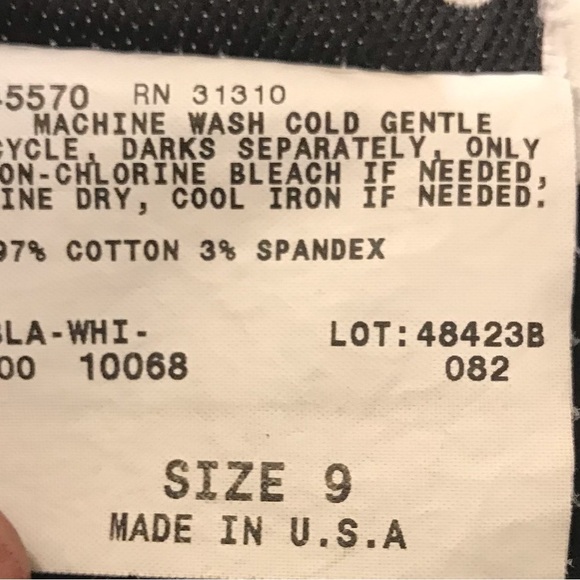 -5570 RN 31310
MACHINE WASH COLD GENTLE
CYCLE, DARKS SEPARATELY, ONLY
ON-CHLORINE BLEACH IF NEEDED,
INE DRY, COOL IRON IF NEEDED.
97% COTTON 3% SPANDEX
BLA-WHI-
LOT:48423B
00 10068
082
SIZE 9
MADE IN U.S.A